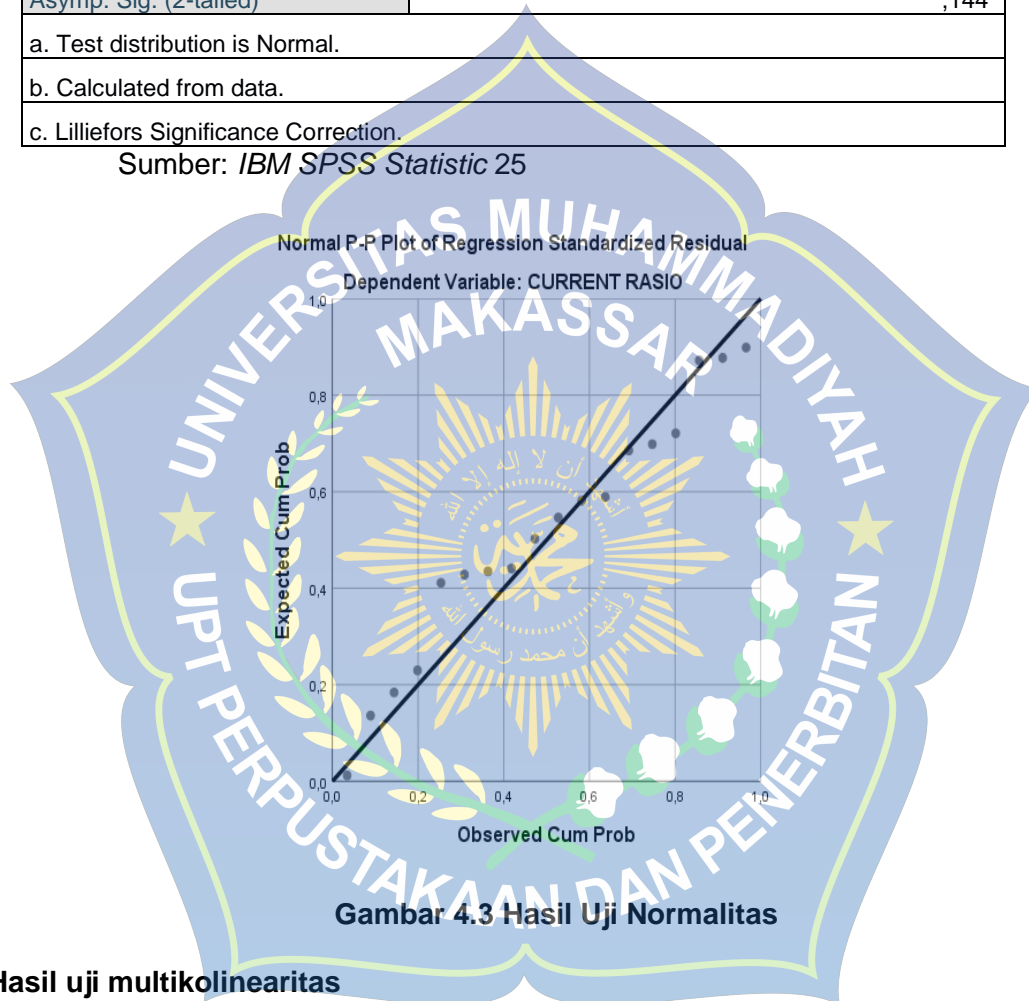 Asymp. Sig. (2-tailed) ,144
a. Test distribution is Normal.
b. Calculated from data.
c. Lilliefors Significance Correction.
Sumber: IBM SPSS Statistic 25
UNIVERSITAS MUHAMMADIYAH
MAKASSAR
UPT PERPUSTAKAAN DAN PENERBITAN
Normal P-P Plot of Regression Standardized Residual
Dependent Variable: CURRENT RASIO
1,0
0,8
0,6
0,4
0,2
0,0
Expected Cum Prob
0,0 0,2 0,4 0,6 0,8 1,0
Observed Cum Prob
Gambar 4.3 Hasil Uji Normalitas
Hasil uji multikolinearitas